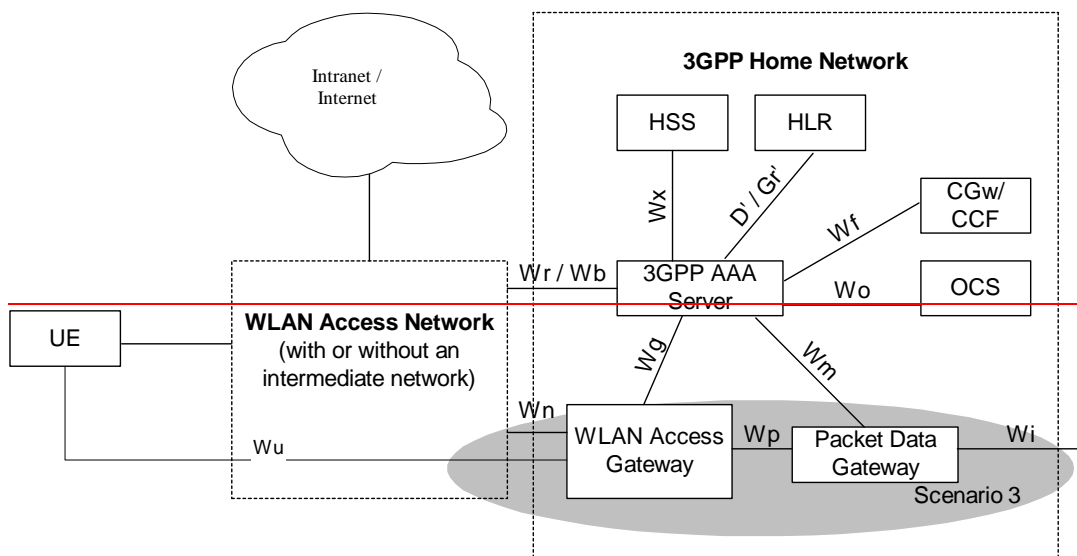 Intranet /
Internet
3GPP Home Network
HSS
HLR
Wx
D' / Gr'
CGw/
CCF
Wf
Wr / Wb
3GPP AAA
Server
Wo
OCS
UE
WLAN Access Network
(with or without an
intermediate network)
Wg
Wm
Wn
WLAN Access
Gateway
Wp
Packet Data
Gateway
Wi
Wu
Scenario 3